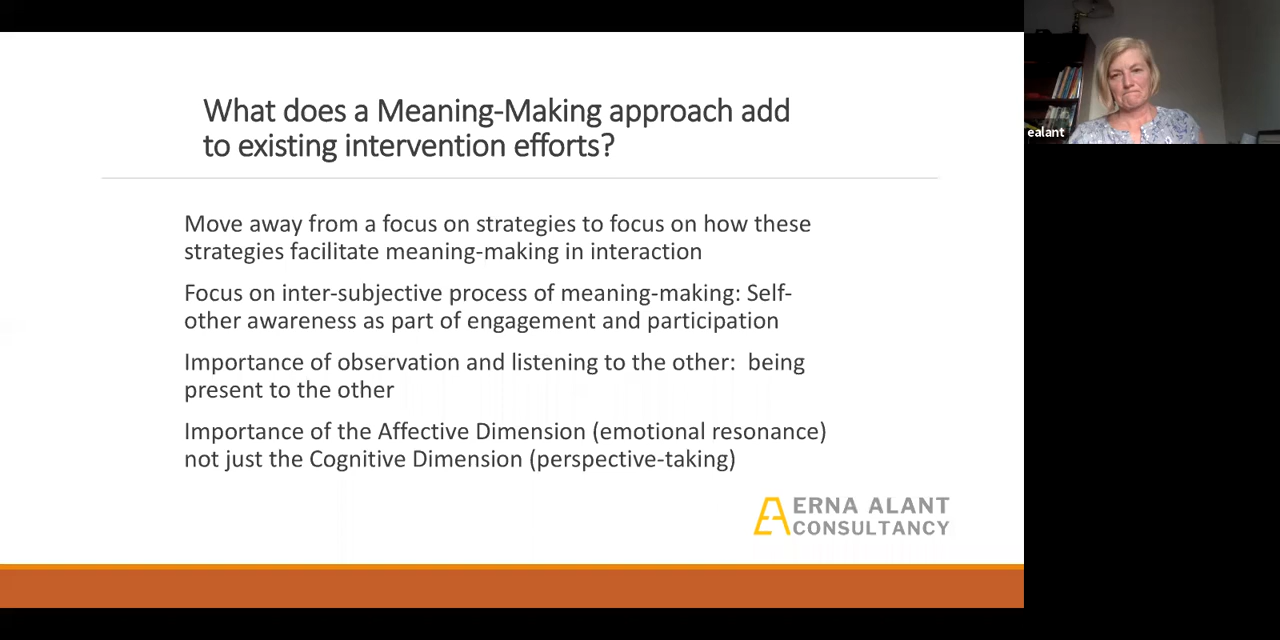 What does a Meaning-Making approach add
to existing intervention efforts?
Move away from a focus on strategies to focus on how these
strategies facilitate meaning-making in interaction
Focus on inter-subjective process of meaning-making: Self-
other awareness as part of engagement and participation
Importance of observation and listening to the other:  being
present to the other
Importance of the Affective Dimension (emotional resonance)
not just the Cognitive Dimension (perspective-taking)
EA ERNA ALANT
CONSULTANCY
ealant